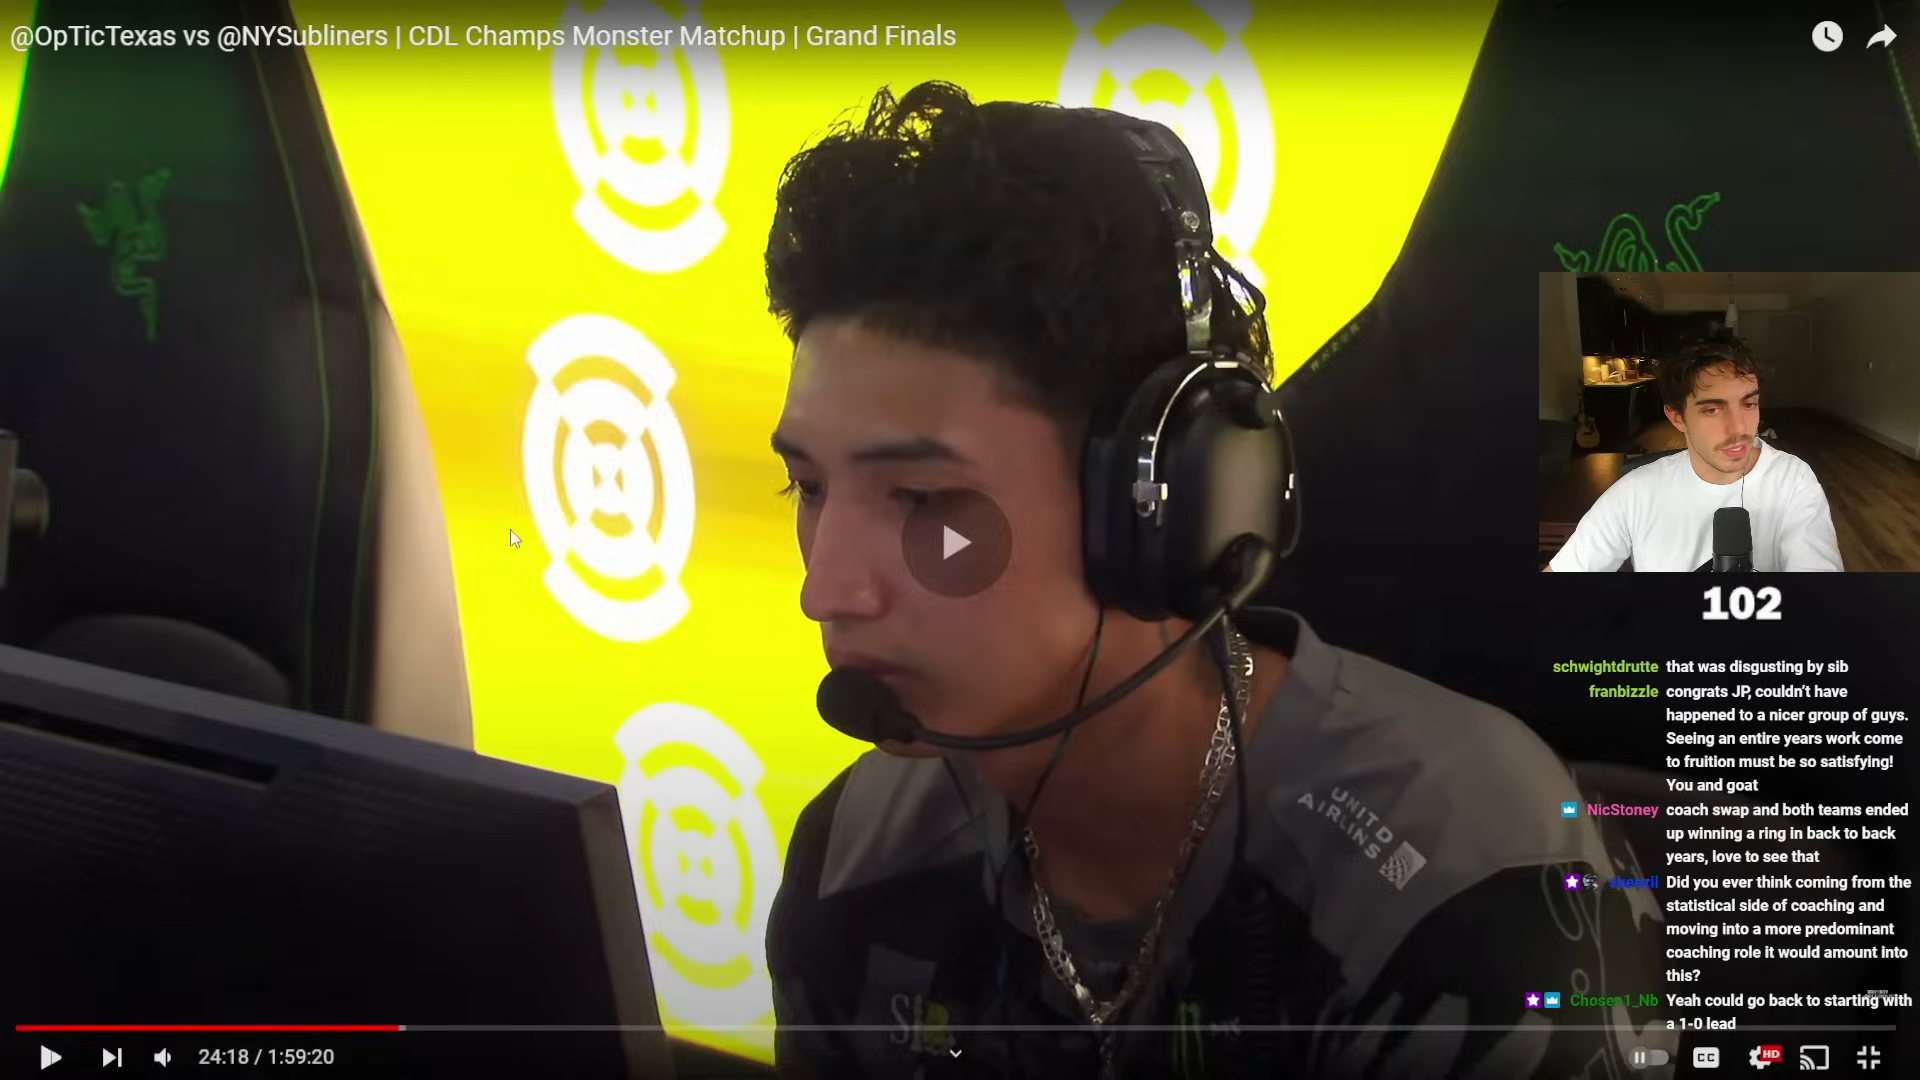 @OpTicTexas vs @NYSubliners | CDL Champs Monster Matchup | Grand Finals
UNITED
AIRLINES
102
schwightdrutte that was disgusting by sib
franbizzle congrats JP, couldn't have
happened to a nicer group of guys.
Seeing an entire years work come
to fruition must be so satisfying!
You and goat
NicStoney coach swap and both teams ended
up winning a ring in back to back
years, love to see that
Did you ever think coming from the
statistical side of coaching and
moving into a more predominant
coaching role it would amount into
this?
Chosen1_Nb Yeah could go back to starting with
a 1-0 lead
24:18 / 1:59:20
CC
HD